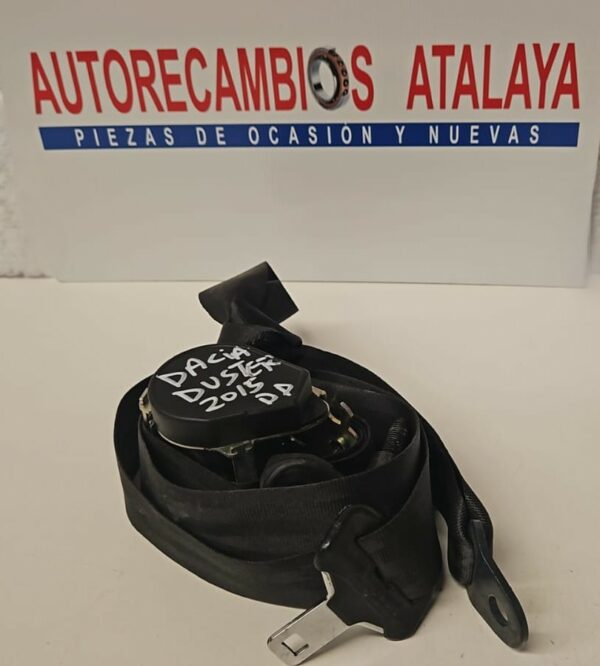 AUTORECAMBIOS ATALAYA
PIEZAS DE OCASIÓN Y NUEVAS
DACiA
DUSTER
2015
DP